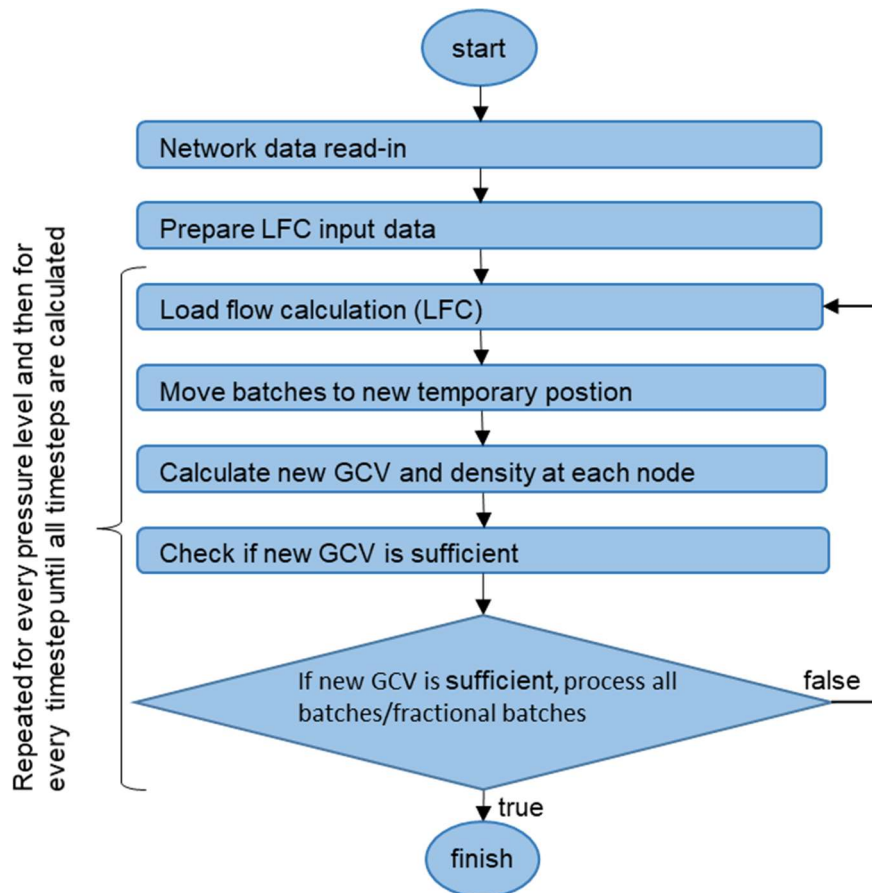 start
Network data read-in
Prepare LFC input data
Load flow calculation (LFC)
Move batches to new temporary postion
Calculate new GCV and density at each node
Check if new GCV is sufficient
If new GCV is sufficient, process all
batches/fractional batches
false
true
finish
Repeated for every pressure level and then for
every timestep until all timesteps are calculated